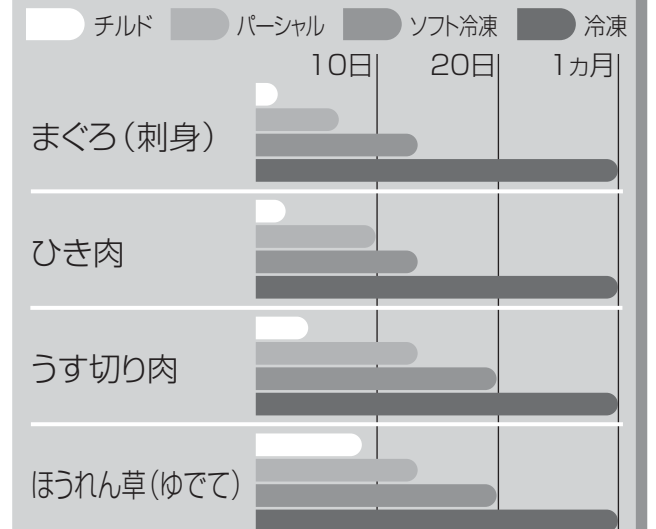 チルド パーシャル ソフト冷凍 冷凍
10日 20日 1ヵ月
まぐろ(刺身)
ひき肉
うす切り肉
ほうれん草(ゆでて)